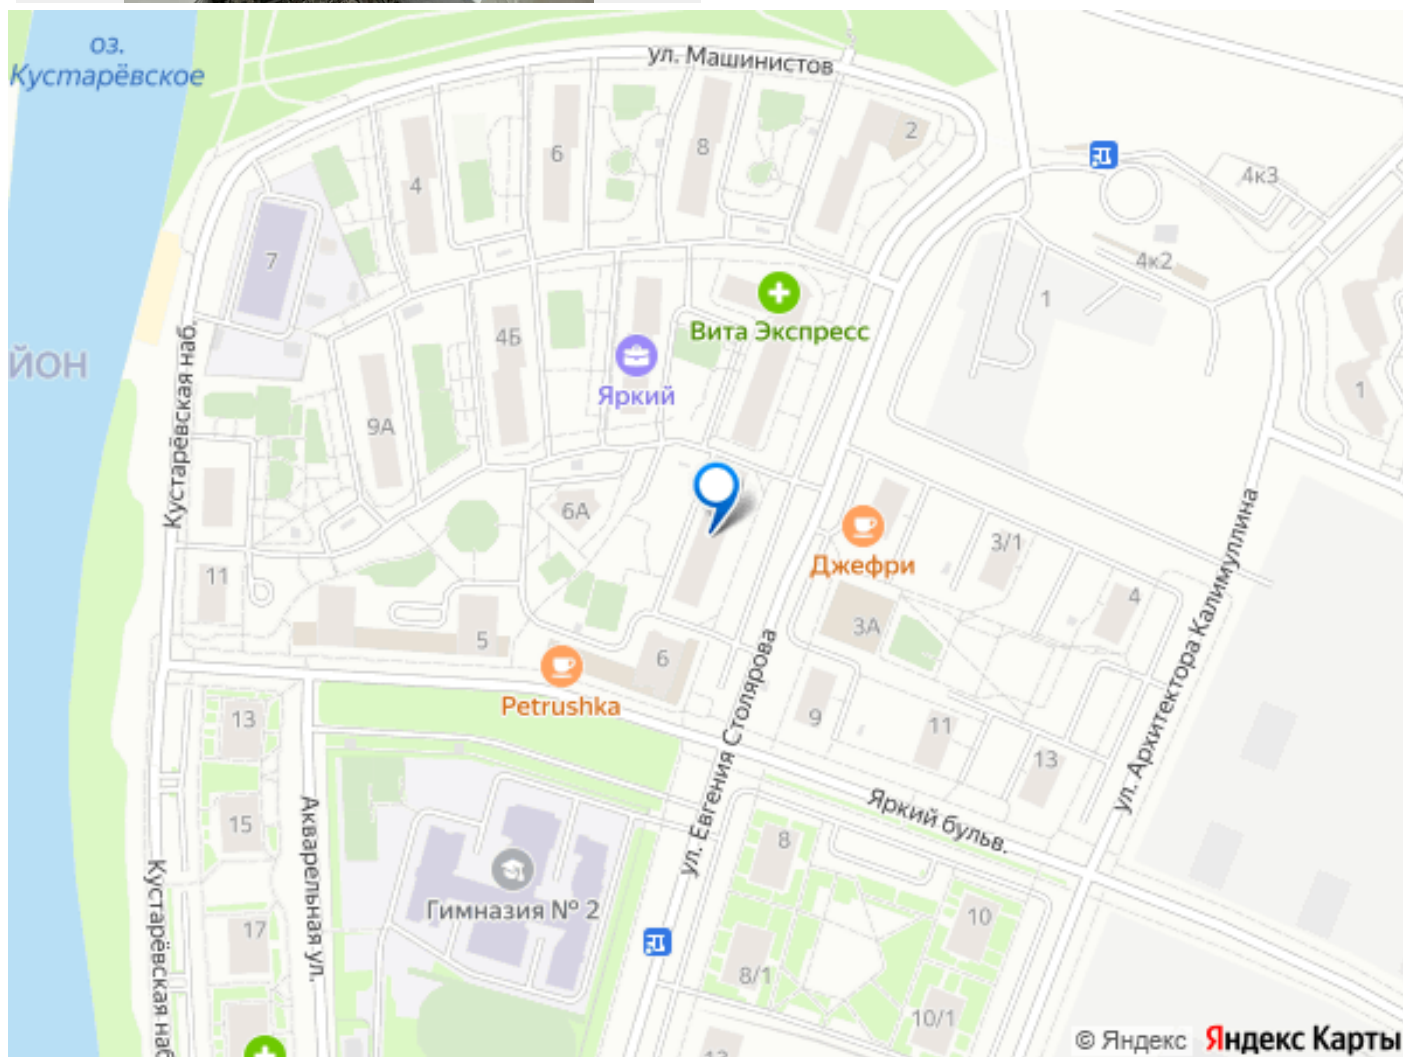 оз.
Кустарёвское
ул. Машинистов
2
6
8
4
4к3
7
4к2
1
Вита Экспресс
4Б
ЙОН
Яркий
1
9А
Кустарёвская наб.
6А
Джефри
3/1
11
4
3А
5
6
Petrushka
ул. Евгения Столярова
ул. Архитектора Калимуллина
13
9
11
13
Яркий бульв.
15
Акварельная ул.
8
Кустарёвская наб
Гимназия № 2
17
10
8/1
10/1
© Яндекс Яндекс Карты